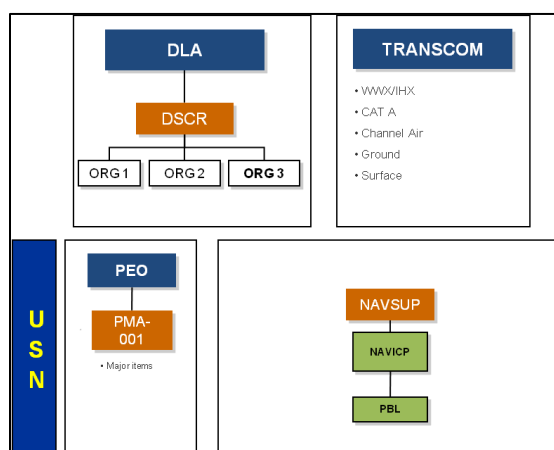 DLA
DSCR
ORG 1
ORG 2
ORG 3
TRANSCOM
• WWX/IHX
• CAT A
• Channel Air
• Ground
• Surface
U
S
N
PEO
PMA-
001
• Major items
NAVSUP
NAVICP
PBL